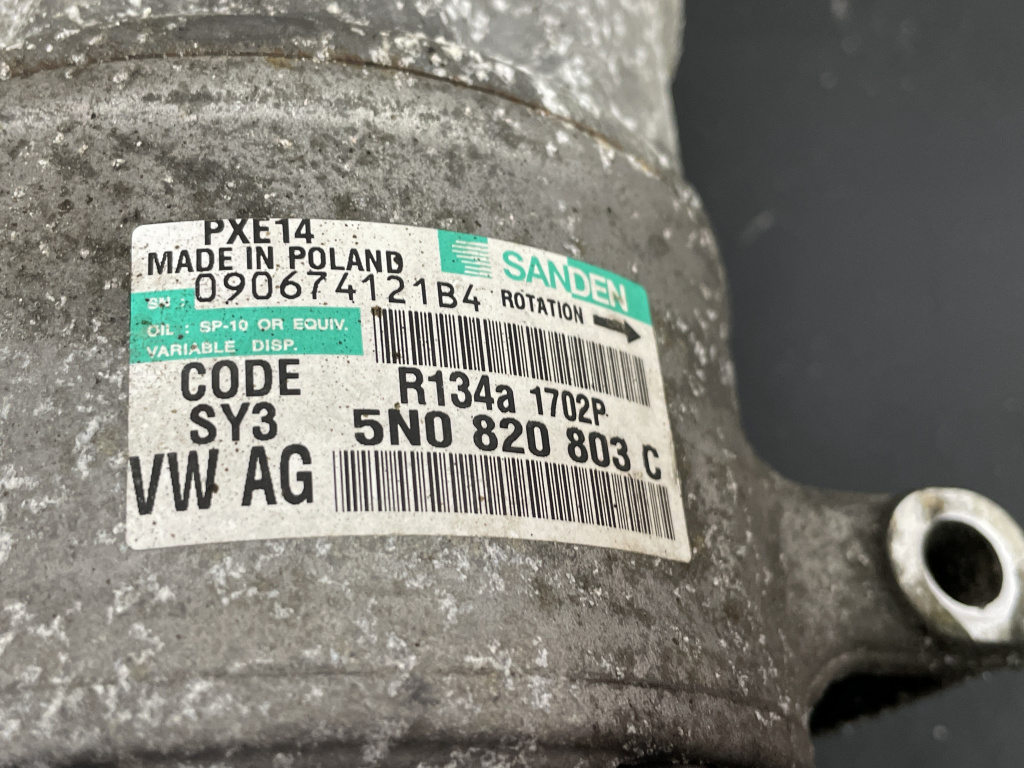 PXE14
MADE IN POLAND
SANDEN
S/N : 090674121B4
ROTATION
OIL : SP-10 OR EQUIV.
VARIABLE DISP.
CODE
SY3
R134a 1702P
5N0 820 803 C
VW AG